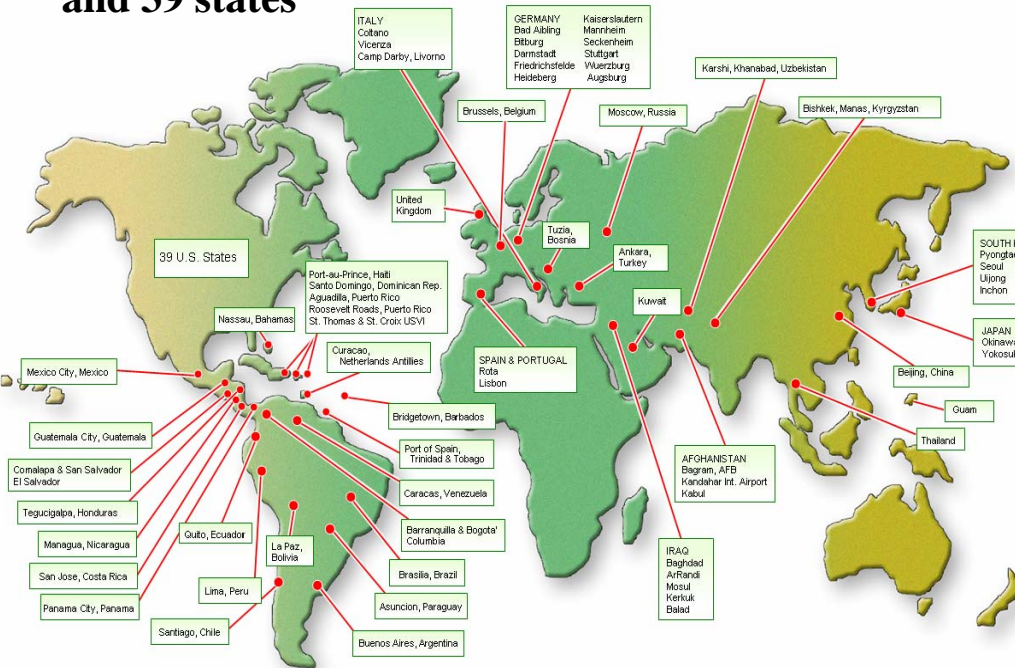 and 39 states
ITALY
Coltano
Vicenza
Camp Darby, Livorno
GERMANY
Bad Aibling
Bitburg
Darmstadt
Friedrichsfelde
Heideberg
Kaiserslautern
Mannheim
Seckenheim
Stuttgart
Wuerzburg
Augsburg
Karshi, Khanabad, Uzbekistan
Brussels, Belgium
Moscow, Russia
Bishkek, Manas, Kyrgyzstan
United
Kingdom
Tuzia,
Bosnia
Ankara,
Turkey
39 U.S. States
Port-au-Prince, Haiti
Santo Domingo, Dominican Rep.
Aguadilla, Puerto Rico
Roosevelt Roads, Puerto Rico
St. Thomas & St. Croix USVI
SOUTH
Pyongtae
Seoul
Uijong
Inchon
Kuwait
Nassau, Bahamas
JAPAN
Okinawa
Yokosuk
Curacao,
Netherlands Antillies
SPAIN & PORTUGAL
Rota
Lisbon
Mexico City, Mexico
Beijing, China
Guam
Bridgetown, Barbados
Guatemala City, Guatemala
Thailand
Port of Spain,
Trinidad & Tobago
AFGHANISTAN
Bagram, AFB
Kandahar Int. Airport
Kabul
Comalapa & San Salvador
El Salvador
Caracas, Venezuela
Tegucigalpa, Honduras
Quito, Ecuador
Barranquilla & Bogota'
Columbia
Managua, Nicaragua
La Paz,
Bolivia
IRAQ
Baghdad
ArRandi
Mosul
Kerkuk
Balad
San Jose, Costa Rica
Brasilia, Brazil
Lima, Peru
Panama City, Panama
Asuncion, Paraguay
Santiago, Chile
Buenos Aires, Argentina